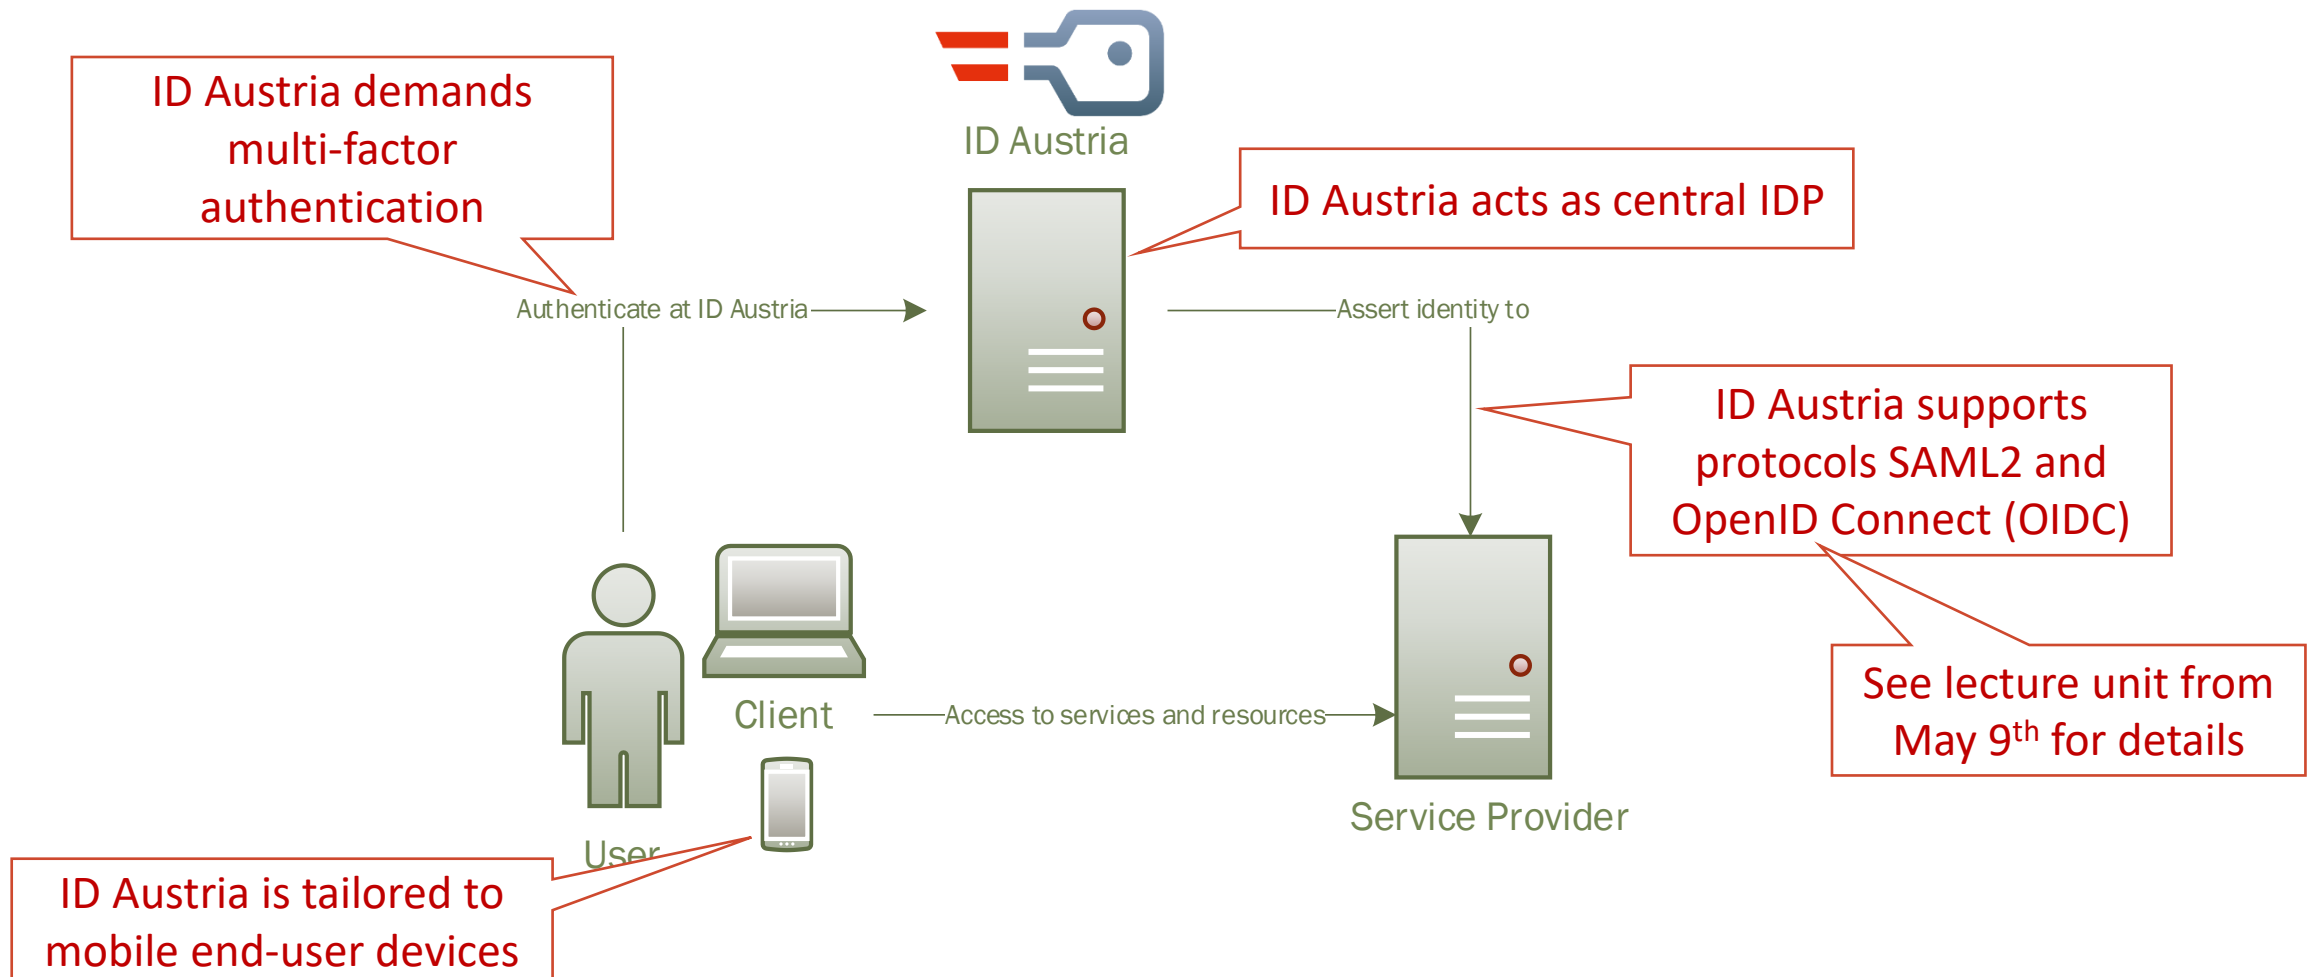 ID Austria demands
multi-factor
authentication
ID Austria
ID Austria acts as central IDP
Authenticate at ID Austria
Assert identity to
ID Austria supports
protocols SAML2 and
OpenID Connect (OIDC)
See lecture unit from
May 9th for details
Client
Access to services and resources
Service Provider
User
ID Austria is tailored to
mobile end-user devices